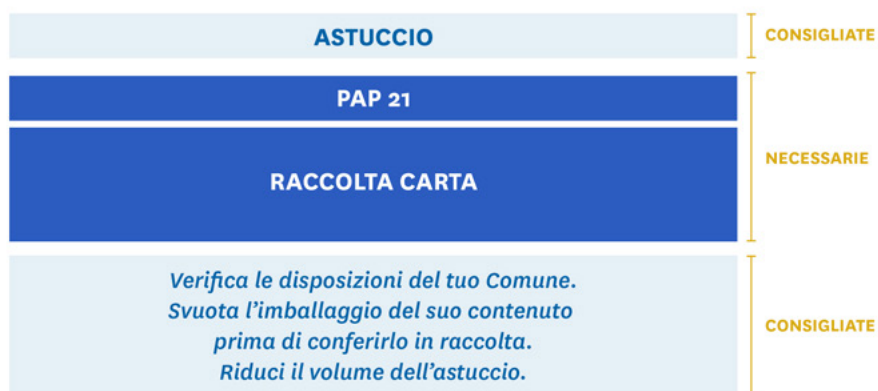 ASTUCCIO
CONSIGLIATE
PAP 21
RACCOLTA CARTA
NECESSARIE
Verifica le disposizioni del tuo Comune.
Svuota l’imballaggio del suo contenuto
prima di conferirlo in raccolta.
Riduci il volume dell’astuccio.
CONSIGLIATE